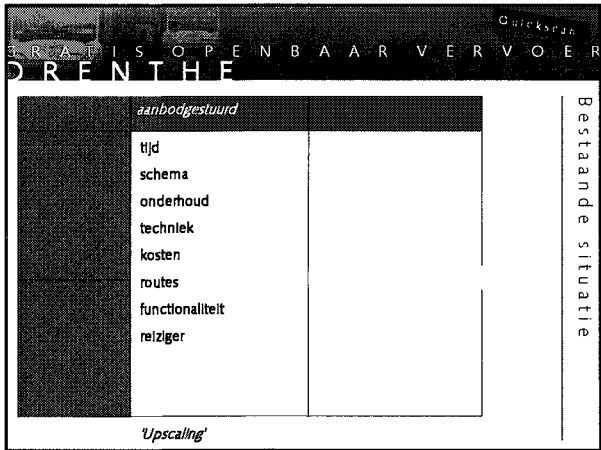 Quickscan
GRATIS OPENBAAR VERVOER
DRENTHE
aanbodgestuurd
tijd
schema
onderhoud
techniek
kosten
routes
functionaliteit
reiziger
'Upscaling'
Bestaande situatie